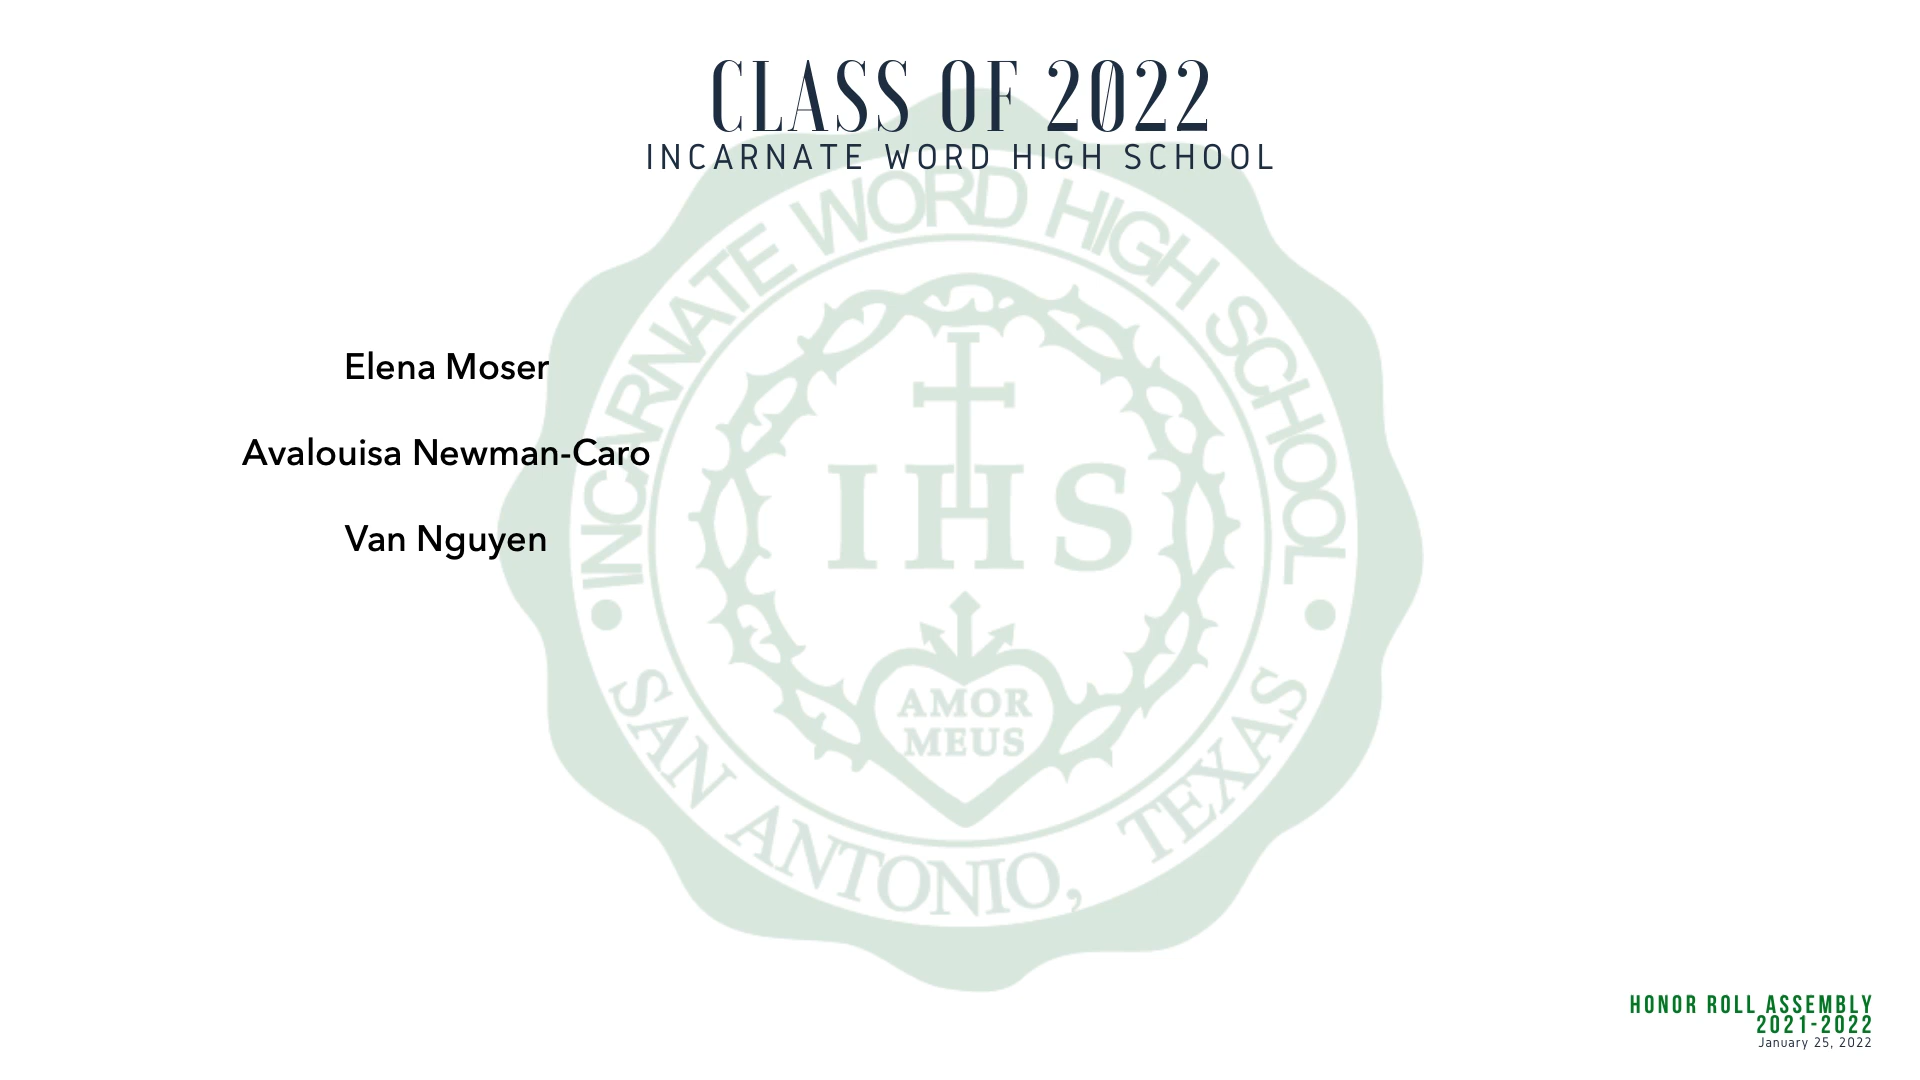 CLASS OF 2022
INCARNATE WORD HIGH SCHOOL
INCARNATE WORD HIGH SCHOOL
Elena Moser
Avalouisa Newman-Caro
Van Nguyen
IHS
AMOR
MEUS
SAN ANTONIO, TEXAS
HONOR ROLL ASSEMBLY
2021-2022
January 25, 2022